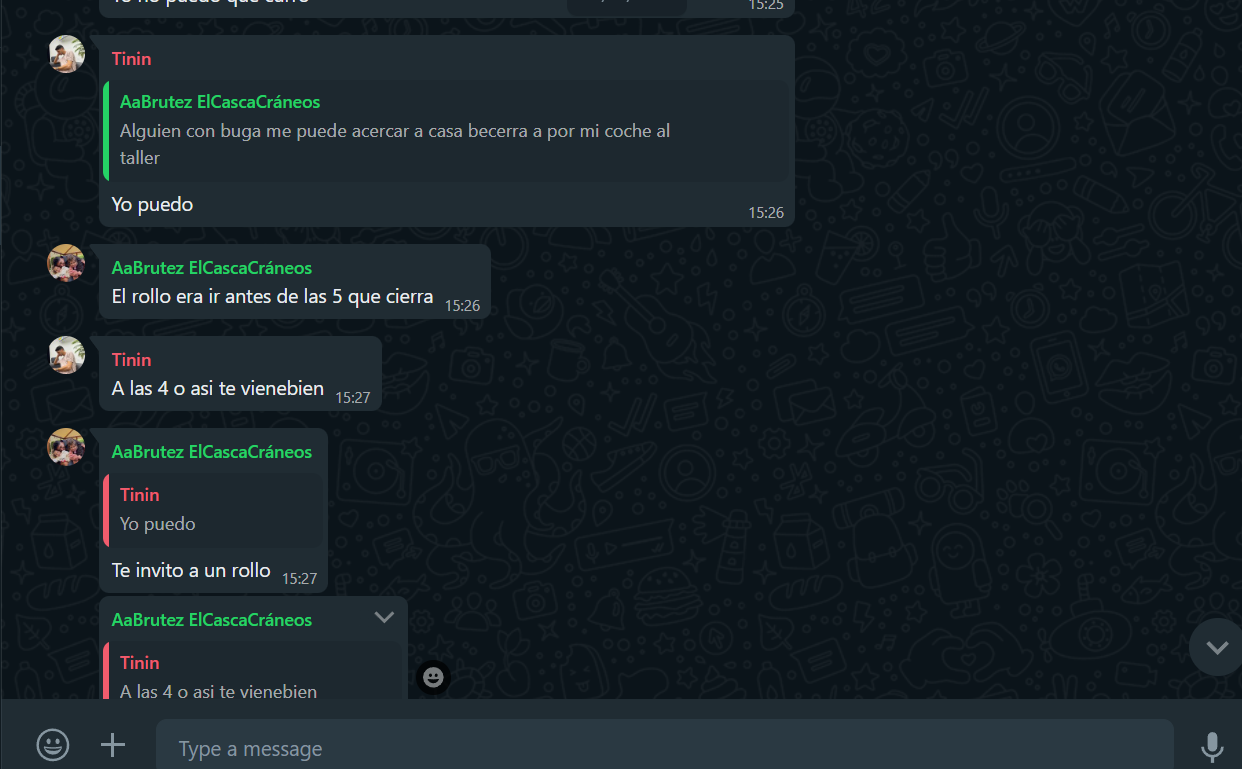 15:25
Tinin
AaBrutez ElCascaCráneos
Alguien con buga me puede acercar a casa becerra a por mi coche al
taller
Yo puedo
15:26
AaBrutez ElCascaCráneos
El rollo era ir antes de las 5 que cierra 15:26
Tinin
A las 4 o asi te vienebien 15:27
AaBrutez ElCascaCráneos
Tinin
Yo puedo
Te invito a un rollo 15:27
AaBrutez ElCascaCráneos
Tinin
A las 4 o asi te vienebien
Type a message